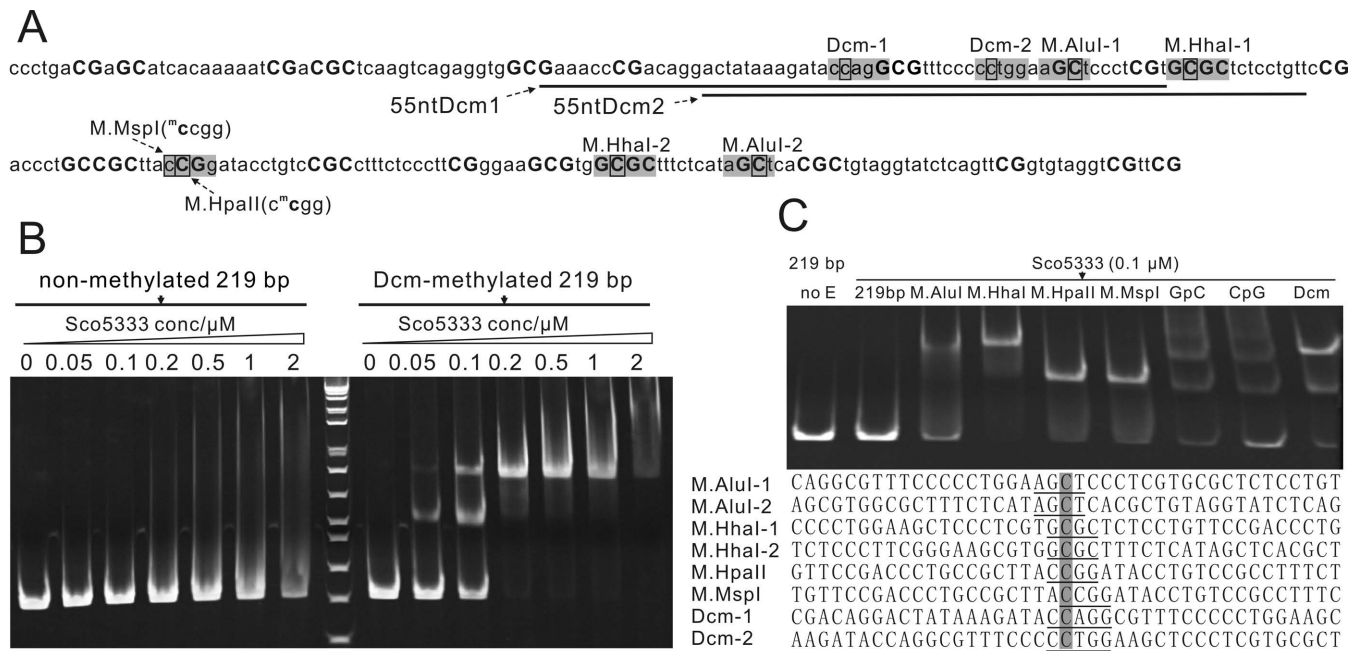 A
Dcm-1 Dcm-2 M.AluI-1 M.HhaI-1
ccctgaCGaGCatcacaaaaatCGaCGCtcaagtcagaggtgGCGaaaccCGacaggactataaagataccagGCGtttccccctggaaGCtccctCGtGCGCtctcctgttcCG
55ntDcm1 55ntDcm2
M.MspI(ᵐccgg)
M.HhaI-2 M.AluI-2
accctGCCGCttacCGgatacctgtcCGCctttctcccttCGggaaGCGtgGCGCtttctcataGCtcaCGCtgtaggtatctcagttCGgtgtaggtCGttCG
M.HpaII(cᵐcgg)
B
non-methylated 219 bp Dcm-methylated 219 bp
Sco5333 conc/µM Sco5333 conc/µM
0 0.05 0.1 0.2 0.5 1 2 0 0.05 0.1 0.2 0.5 1 2
C
219 bp Sco5333 (0.1 µM)
no E 219bp M.AluI M.HhaI M.HpaII M.MspI GpC CpG Dcm
M.AluI-1 CAGGCGTTTCCCCCTGGAAGCTCCCTCGTGCGCTCTCCTGT
M.AluI-2 AGCGTGGCGCTTTCTCATAGCTCACGCTGTAGGTATCTCAG
M.HhaI-1 CCCCTGGAAGCTCCCTCGTGCGCTCTCCTGTTCCGACCCTG
M.HhaI-2 TCTCCCTTCGGGAAGCGTGGCGCTTTCTCATAGCTCACGCT
M.HpaII GTTCCGACCCTGCCGCTTACCGGATACCTGTCCGCCTTTCT
M.MspI TGTTCCGACCCTGCCGCTTACCGGATACCTGTCCGCCTTTC
Dcm-1 CGACAGGACTATAAAGATACCAGGCGTTTCCCCCTGGAAGC
Dcm-2 AAGATACCAGGCGTTTCCCCCTGGAAGCTCCCTCGTGCGCT